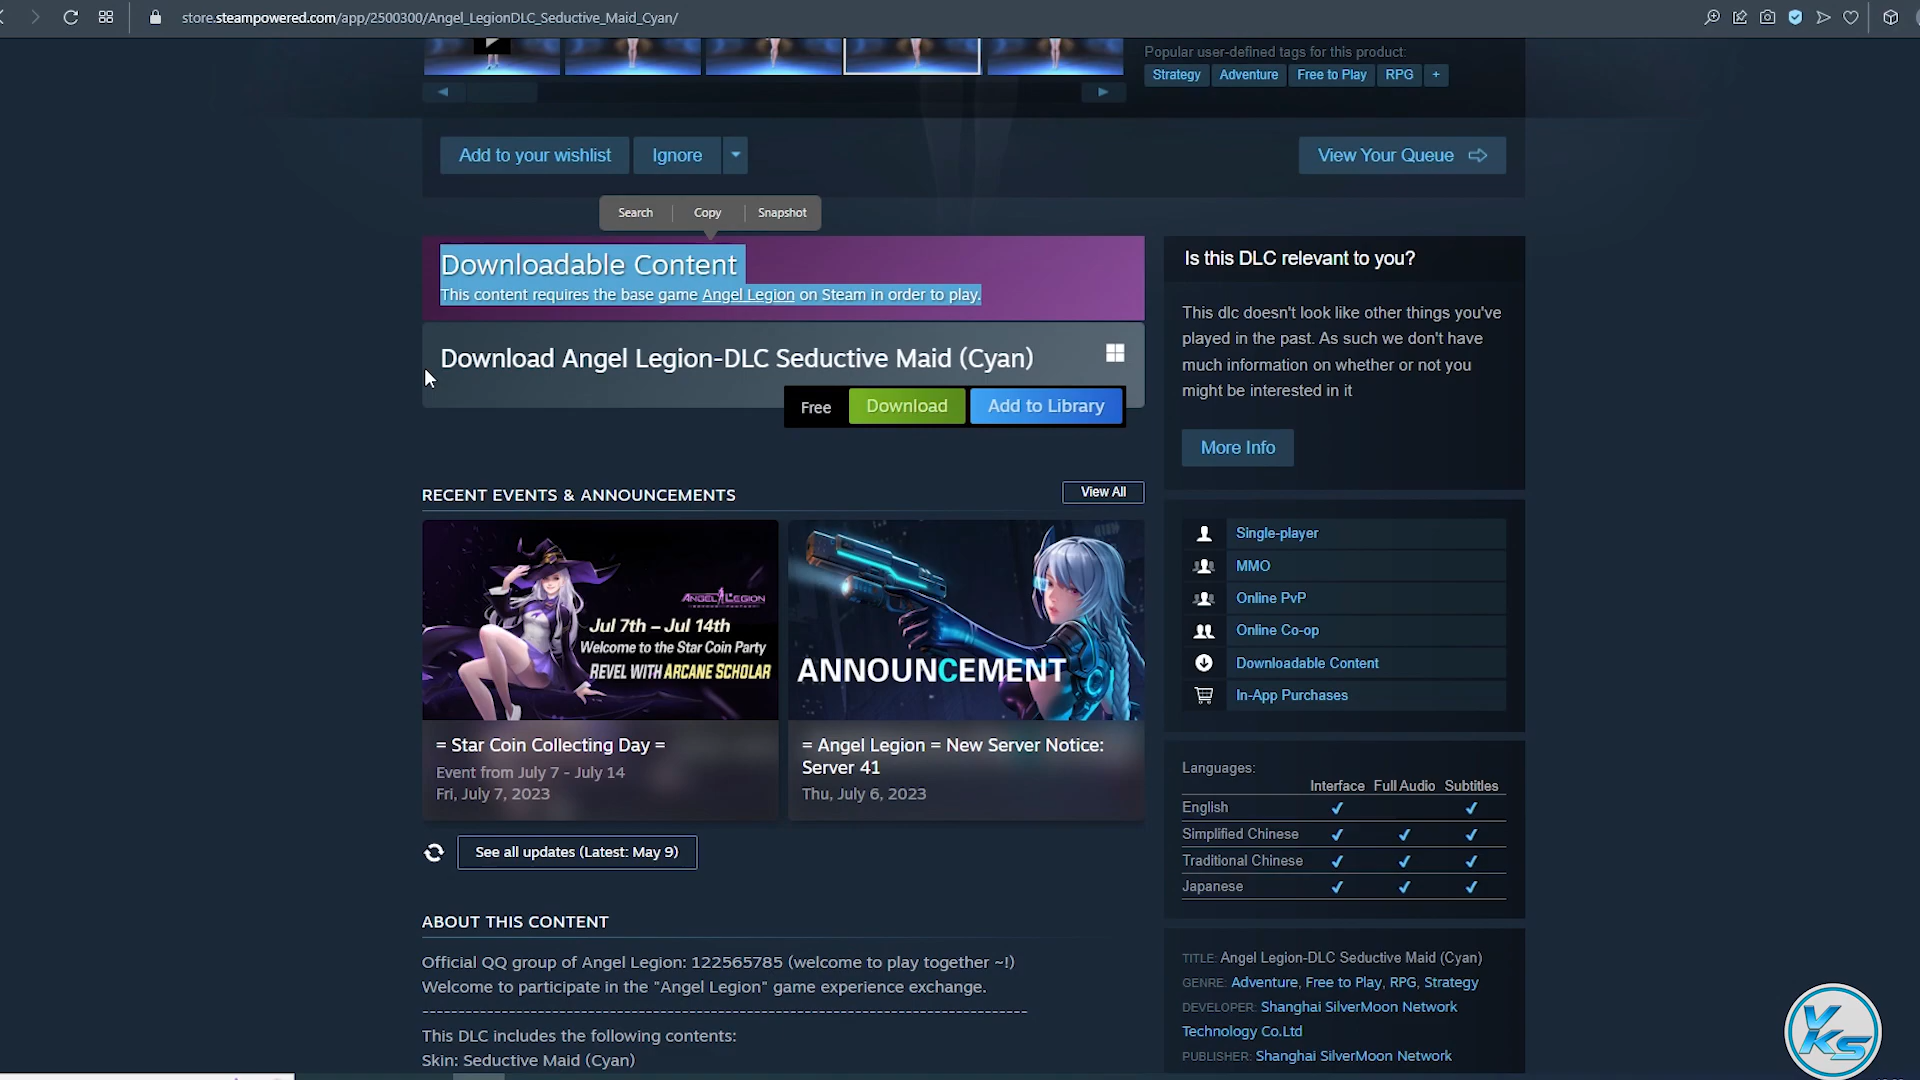 store.steampowered.com/app/2500300/Angel_LegionDLC_Seductive_Maid_Cyan/
Popular user-defined tags for this product:
Strategy Adventure Free to Play RPG +
Add to your wishlist Ignore View Your Queue
Search Copy Snapshot
Downloadable Content
This content requires the base game Angel Legion on Steam in order to play.
Download Angel Legion-DLC Seductive Maid (Cyan)
Free Download Add to Library
Is this DLC relevant to you?
This dlc doesn't look like other things you've
played in the past. As such we don't have
much information on whether or not you
might be interested in it
More Info
RECENT EVENTS & ANNOUNCEMENTS View All
ANGEL LEGION
Jul 7th – Jul 14th
Welcome to the Star Coin Party
REVEL WITH ARCANE SCHOLAR
= Star Coin Collecting Day =
Event from July 7 - July 14
Fri, July 7, 2023
ANNOUNCEMENT
= Angel Legion = New Server Notice:
Server 41
Thu, July 6, 2023
See all updates (Latest: May 9)
Single-player
MMO
Online PvP
Online Co-op
Downloadable Content
In-App Purchases
Languages:
Interface Full Audio Subtitles
English ✔ ✔
Simplified Chinese ✔ ✔ ✔
Traditional Chinese ✔ ✔ ✔
Japanese ✔ ✔ ✔
ABOUT THIS CONTENT
Official QQ group of Angel Legion: 122565785 (welcome to play together ~!)
Welcome to participate in the "Angel Legion" game experience exchange.
--------------------------------------------------------------------------------------
This DLC includes the following contents:
Skin: Seductive Maid (Cyan)
TITLE: Angel Legion-DLC Seductive Maid (Cyan)
GENRE: Adventure, Free to Play, RPG, Strategy
DEVELOPER: Shanghai SilverMoon Network
Technology Co.Ltd
PUBLISHER: Shanghai SilverMoon Network
YKS